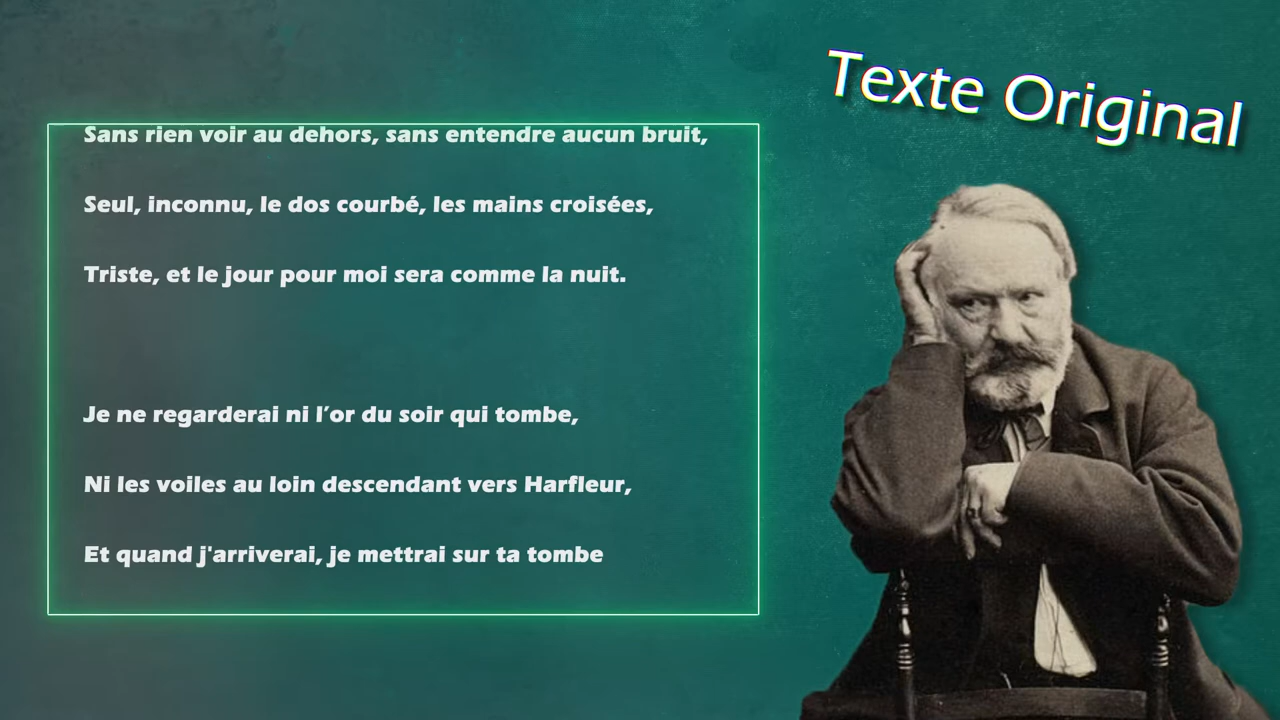 Texte Original
Sans rien voir au dehors, sans entendre aucun bruit,
Seul, inconnu, le dos courbé, les mains croisées,
Triste, et le jour pour moi sera comme la nuit.
Je ne regarderai ni l’or du soir qui tombe,
Ni les voiles au loin descendant vers Harfleur,
Et quand j'arriverai, je mettrai sur ta tombe